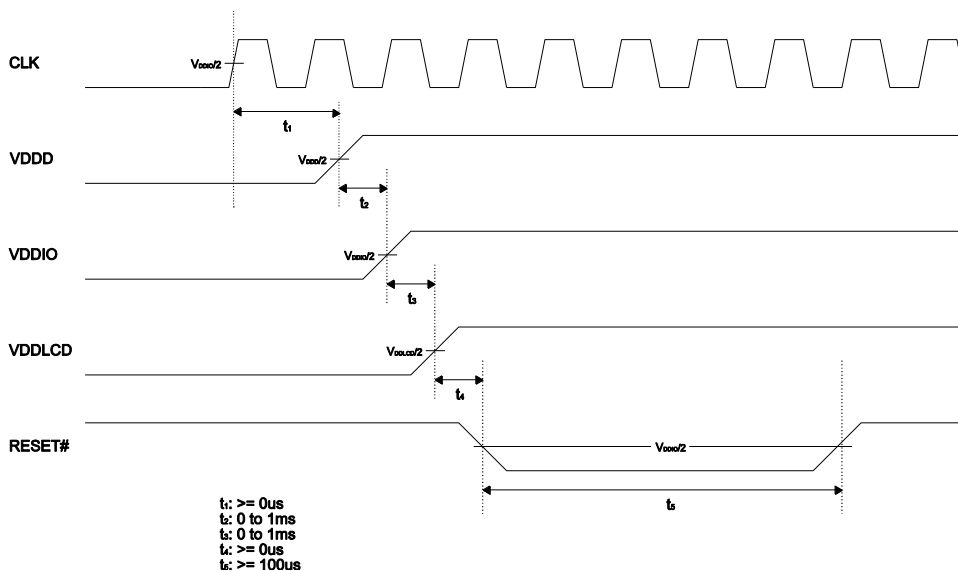 CLK
VDDIO/2
t1
VDDD
VDDD/2
t2
VDDIO
VDDIO/2
t3
VDDLCD
VDDLCD/2
t4
RESET#
VDDIO/2
t5
t1: >= 0us
t2: 0 to 1ms
t3: 0 to 1ms
t4: >= 0us
t5: >= 100us